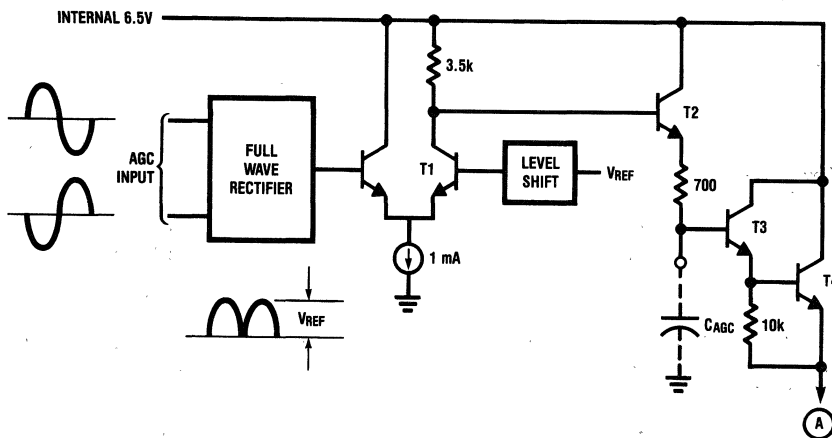 INTERNAL 6.5V
3.5k
T2
AGC
INPUT
FULL
WAVE
RECTIFIER
T1
LEVEL
SHIFT
VREF
700
T3
1 mA
VREF
CAGC
10k
A